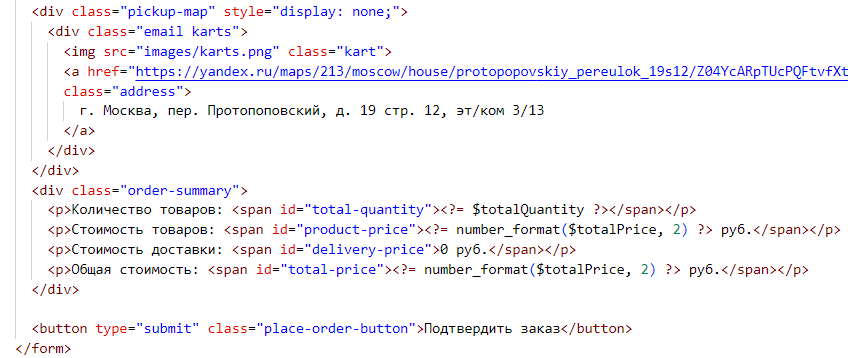 <div class="pickup-map" style="display: none;">
<div class="email karts">
<img src="images/karts.png" class="kart">
<a href="https://yandex.ru/maps/213/moscow/house/protopopovskiy_pereulok_19s12/Z04YcARpTUcPQFtvfXt
class="address">
г. Москва, пер. Протопоповский, д. 19 стр. 12, эт/ком 3/13
</a>
</div>
</div>
<div class="order-summary">
<p>Количество товаров: <span id="total-quantity"><?= $totalQuantity ?></span></p>
<p>Стоимость товаров: <span id="product-price"><?= number_format($totalPrice, 2) ?> руб.</span></p>
<p>Стоимость доставки: <span id="delivery-price">0 руб.</span></p>
<p>Общая стоимость: <span id="total-price"><?= number_format($totalPrice, 2) ?> руб.</span></p>
</div>
<button type="submit" class="place-order-button">Подтвердить заказ</button>
</form>